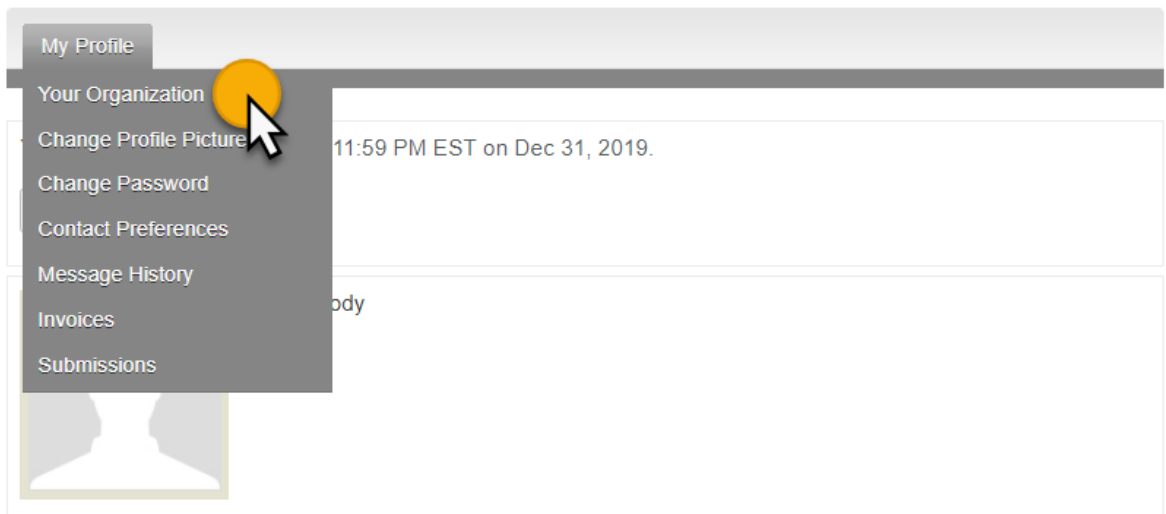 My Profile
Your Organization
Change Profile Picture
11:59 PM EST on Dec 31, 2019.
Change Password
Contact Preferences
Message History
ody
Invoices
Submissions